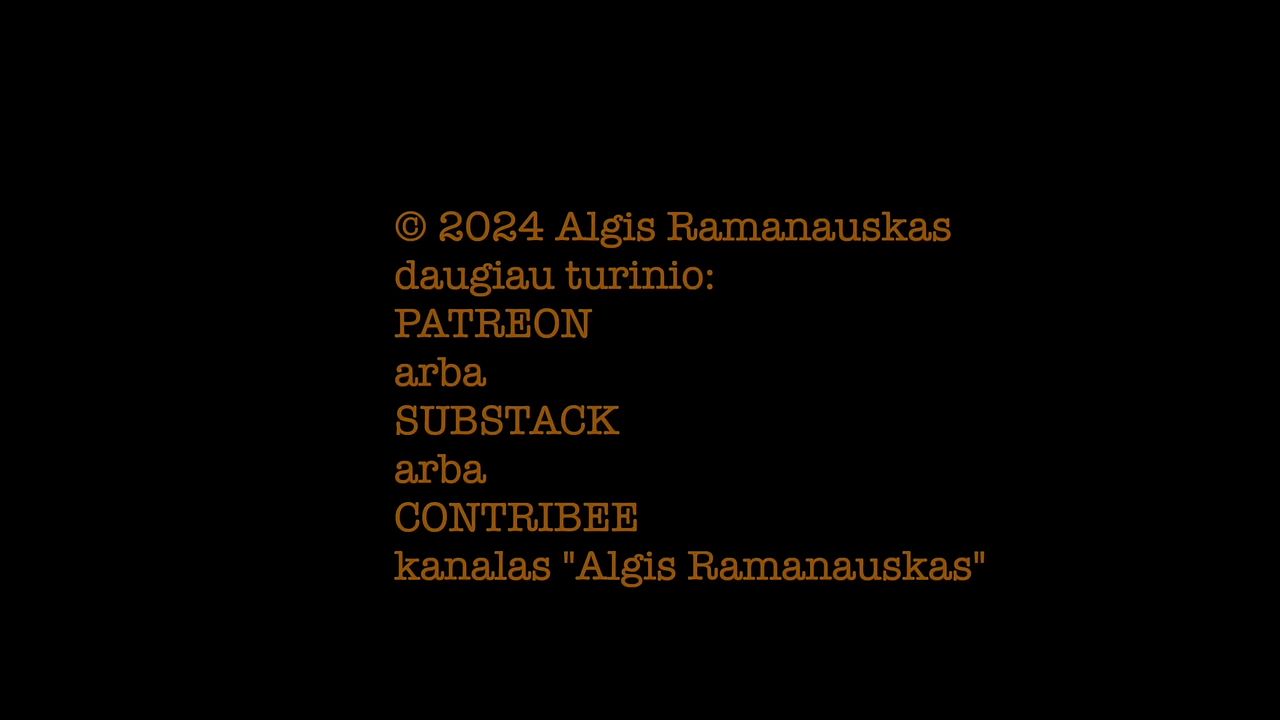 © 2024 Algis Ramanauskas
daugiau turinio:
PATREON
arba
SUBSTACK
arba
CONTRIBEE
kanalas "Algis Ramanauskas"